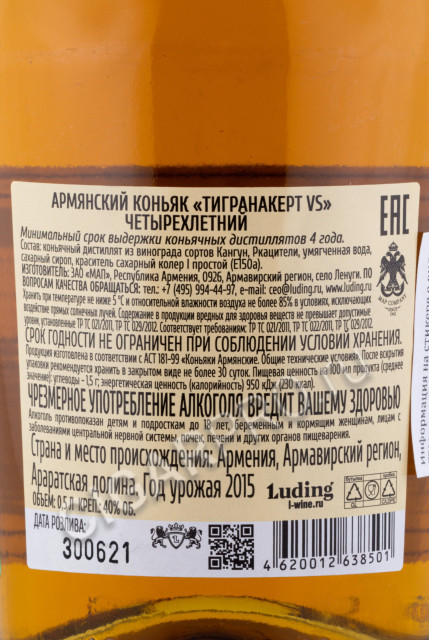 АРМЯНСКИЙ КОНЬЯК «ТИГРАНАКЕРТ VS»
ЧЕТЫРЕХЛЕТНИЙ
Минимальный срок выдержки коньячных дистиллятов 4 года.
Состав: коньячный дистиллят из винограда сортов Кангун, Ркацители, умягченная вода,
сахарный сироп, краситель сахарный колер I простой (Е150а).
ИЗГОТОВИТЕЛЬ: ЗАО «МАП», Республика Армения, 0926, Армавирский регион, село Ленуги. ПО
ВОПРОСАМ КАЧЕСТВА ОБРАЩАТЬСЯ: тел.: +7 (495) 994-44-97, e-mail: ceo@luding.ru, www.luding.ru
Хранить при температуре не ниже 5 °С и относительной влажности воздуха не более 85% в условиях, исключающих
воздействие прямых солнечных лучей. Содержание в продукции вредных для здоровья веществ не превышает допустимые
уровни, установленные ТР ТС 021/2011, ТР ТС 029/2012. Соответствует требованиям: ТР ТС 021/2011, ТР ТС 022/2011, ТР ТС 029/2012.
СРОК ГОДНОСТИ НЕ ОГРАНИЧЕН ПРИ СОБЛЮДЕНИИ УСЛОВИЙ ХРАНЕНИЯ.
Продукция изготовлена в соответствии с АСТ 181-99 «Коньяки Армянские. Общие технические условия». После вскрытия
упаковки рекомендуется хранить в закрытом виде не более 30 суток. Пищевая ценность на 100 мл продукта (среднее
значение): углеводы - 1,5 г; энергетическая ценность (калорийность) 950 кДж (230 ккал).
ЧРЕЗМЕРНОЕ УПОТРЕБЛЕНИЕ АЛКОГОЛЯ ВРЕДИТ ВАШЕМУ ЗДОРОВЬЮ
Алкоголь противопоказан детям и подросткам до 18 лет, беременным и кормящим женщинам, лицам с
заболеваниями центральной нервной системы, почек, печени и других органов пищеварения.
Страна и место происхождения: Армения, Армавирский регион,
Араратская долина. Год урожая 2015
ОБЪЕМ: 0.5 Л. КРЕП.: 40% ОБ.
ДАТА РОЗЛИВА:
300621
EAC
MAP COMPANY
Luding
l-wine.ru
4 620012 638501
информация на стикере